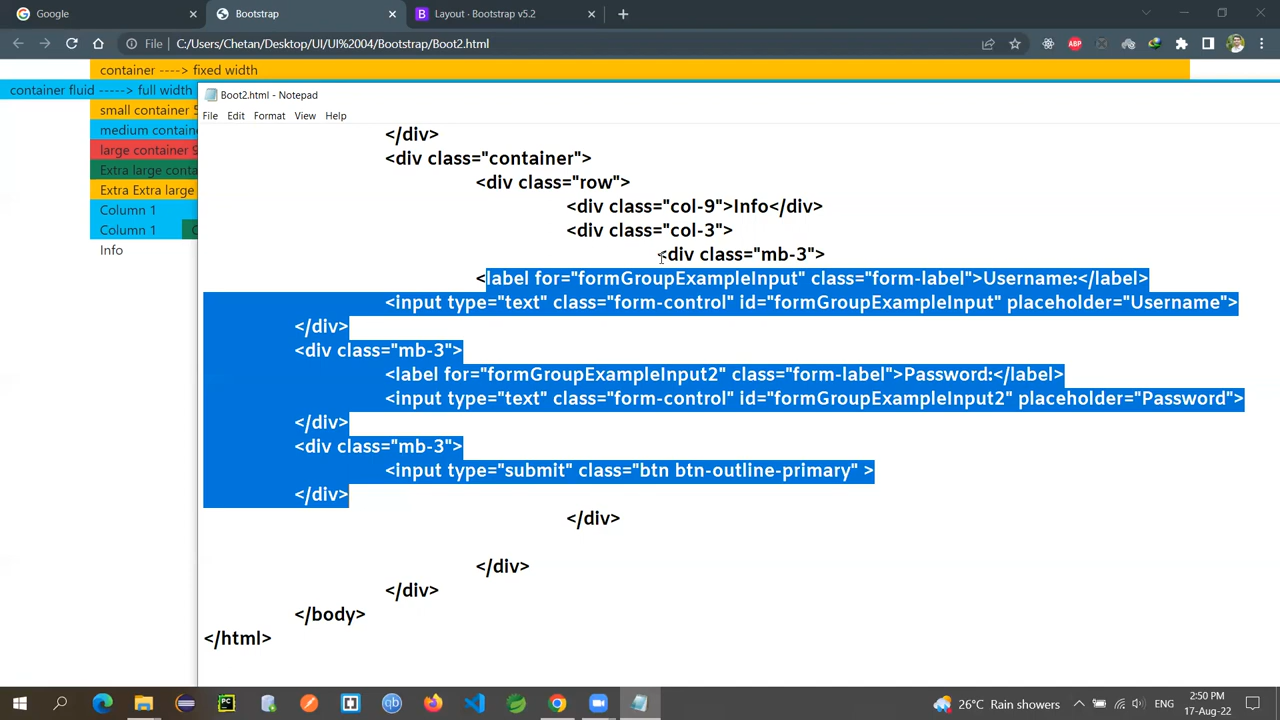 Google
Bootstrap
Layout · Bootstrap v5.2
File
C:/Users/Chetan/Desktop/UI/UI%2004/Bootstrap/Boot2.html
ABP
container ----> fixed width
container fluid -----> full width
small container 5
medium containe
large container 9
Extra large conta
Extra Extra large
Column 1
Column 1
Info
Boot2.html - Notepad
File Edit Format View Help
</div>
<div class="container">
<div class="row">
<div class="col-9">Info</div>
<div class="col-3">
<div class="mb-3">
<label for="formGroupExampleInput" class="form-label">Username:</label>
<input type="text" class="form-control" id="formGroupExampleInput" placeholder="Username">
</div>
<div class="mb-3">
<label for="formGroupExampleInput2" class="form-label">Password:</label>
<input type="text" class="form-control" id="formGroupExampleInput2" placeholder="Password">
</div>
<div class="mb-3">
<input type="submit" class="btn btn-outline-primary" >
</div>
</div>
</div>
</div>
</body>
</html>
26°C Rain showers
ENG
2:50 PM
17-Aug-22